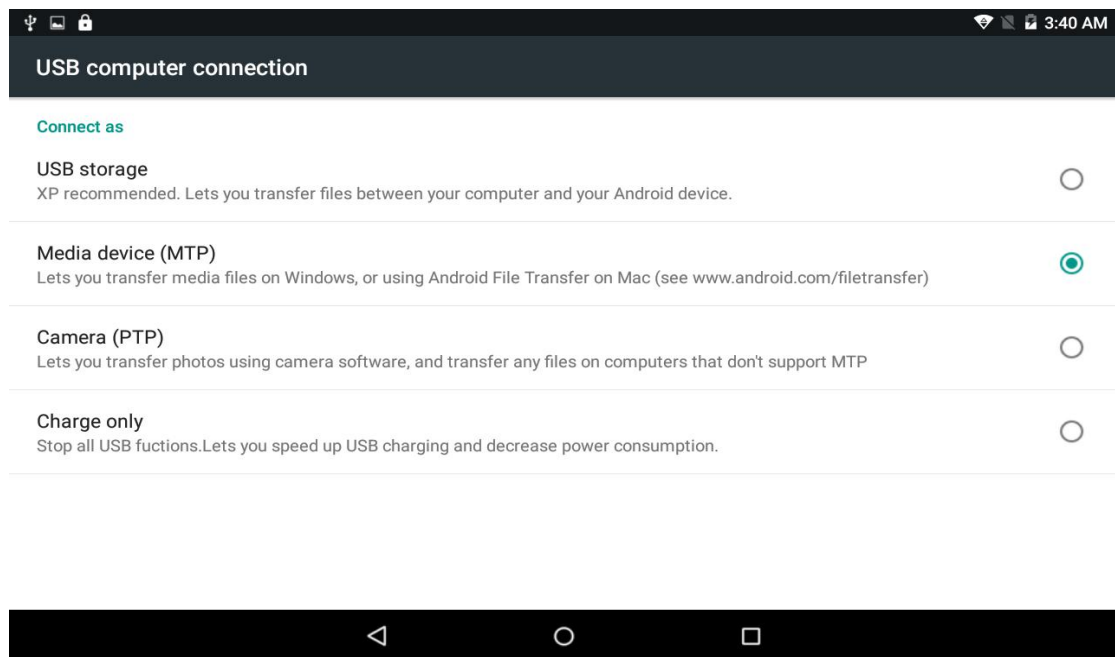 3:40 AM
USB computer connection
Connect as
USB storage
XP recommended. Lets you transfer files between your computer and your Android device.
Media device (MTP)
Lets you transfer media files on Windows, or using Android File Transfer on Mac (see www.android.com/filetransfer)
Camera (PTP)
Lets you transfer photos using camera software, and transfer any files on computers that don't support MTP
Charge only
Stop all USB fuctions.Lets you speed up USB charging and decrease power consumption.